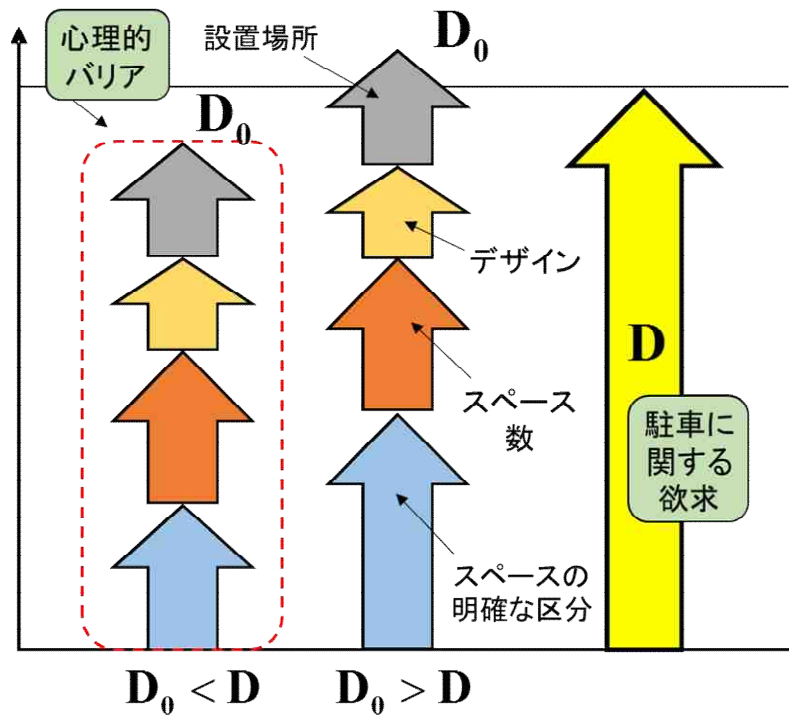 心理的
バリア
設置場所
D₀
D₀
デザイン
D
スペース
数
駐車に
関する
欲求
スペースの
明確な区分
D₀ < D
D₀ > D